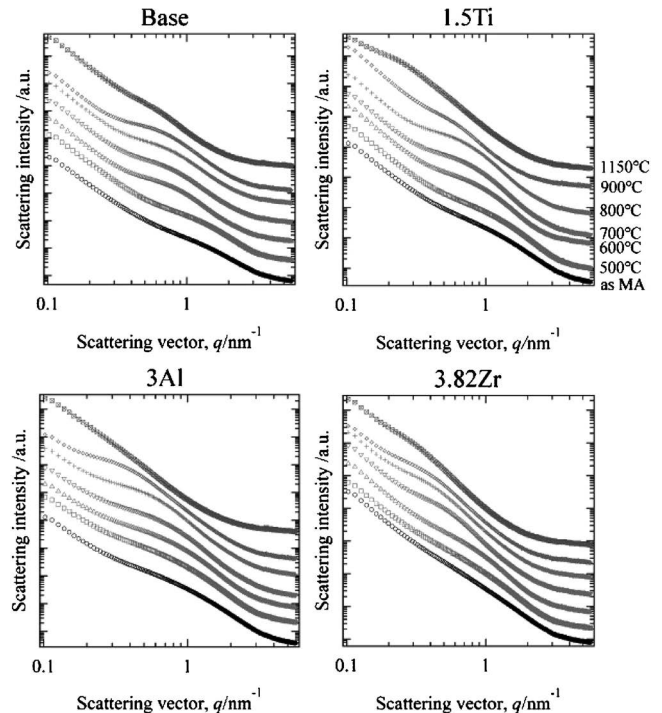 Base
1.5Ti
Scattering intensity /a.u.
Scattering intensity /a.u.
1150°C
900°C
800°C
700°C
600°C
500°C
as MA
0.1
1
0.1
1
Scattering vector, q/nm⁻¹
Scattering vector, q/nm⁻¹
3Al
3.82Zr
Scattering intensity /a.u.
Scattering intensity /a.u.
0.1
1
0.1
1
Scattering vector, q/nm⁻¹
Scattering vector, q/nm⁻¹